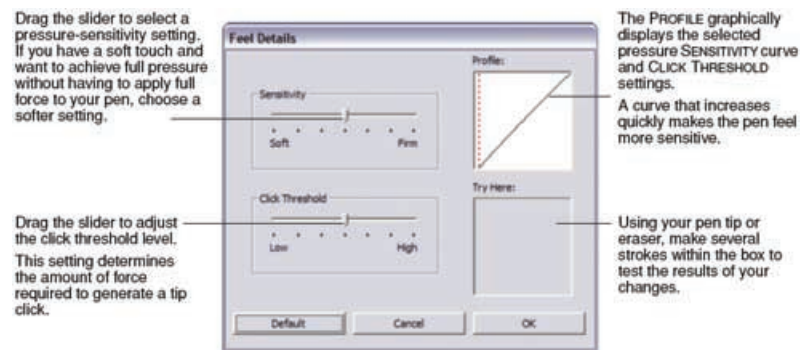 Drag the slider to select a
pressure-sensitivity setting.
If you have a soft touch and
want to achieve full pressure
without having to apply full
force to your pen, choose a
softer setting.
Drag the slider to adjust
the click threshold level.
This setting determines
the amount of force
required to generate a tip
click.
Feel Details
Sensitivity
Soft
Firm
Click Threshold
Low
High
Profile:
Try Here:
Default
Cancel
OK
The PROFILE graphically
displays the selected
pressure SENSITIVITY curve
and CLICK THRESHOLD
settings.
A curve that increases
quickly makes the pen feel
more sensitive.
Using your pen tip or
eraser, make several
strokes within the box to
test the results of your
changes.